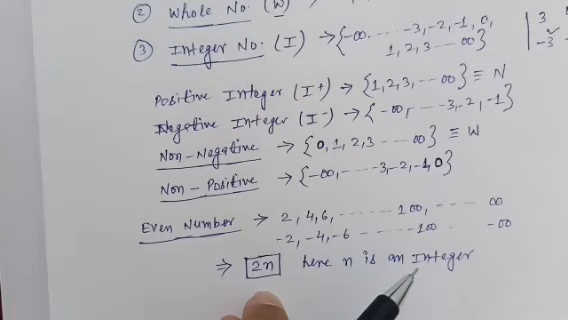 ② Whole No. (W)
③ Integer No. (I) → {-∞. . . . . . -3, -2, -1, 0,
1, 2, 3 ---- ∞}
3
-3
Positive Integer (I+) → {1, 2, 3, --- ∞} ≡ N
Negative Integer (I-) → {-∞, ---- -3, -2, -1}
Non-Negative → {0, 1, 2, 3 ---- ∞} ≡ W
Non-Positive → {-∞, ---- -3, -2, -1, 0}
Even Number → 2, 4, 6, ------- 100, ---- ∞
-2, -4, -6 ------ -100 - -∞
⇒ 2n here n is an Integer